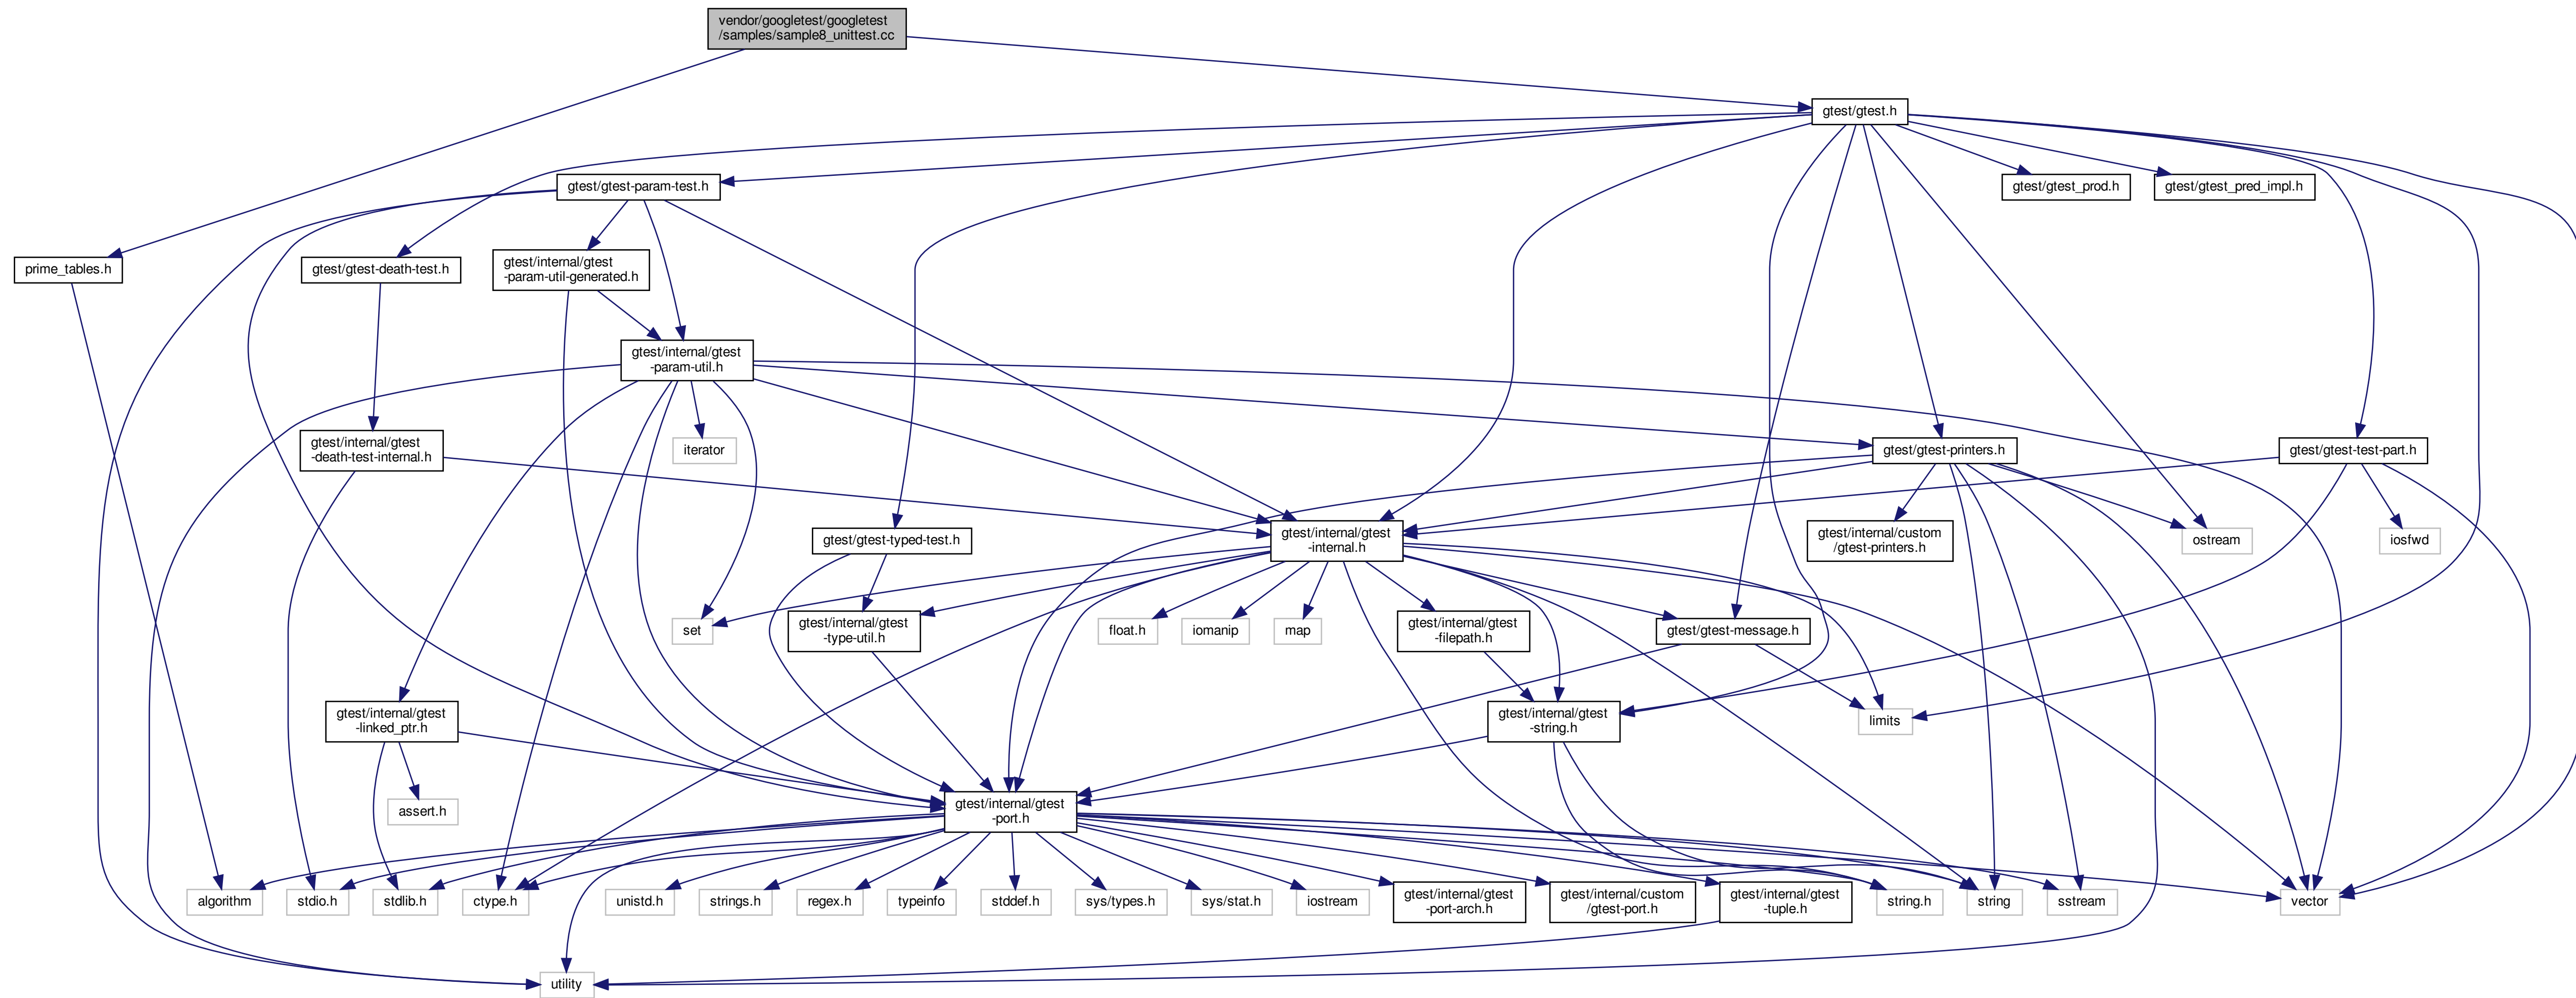 vendor/googletest/googletest
/samples/sample8_unittest.cc
gtest/gtest.h
gtest/gtest-param-test.h
gtest/gtest_prod.h
gtest/gtest_pred_impl.h
prime_tables.h
gtest/gtest-death-test.h
gtest/internal/gtest
-param-util-generated.h
gtest/internal/gtest
-param-util.h
gtest/internal/gtest
-death-test-internal.h
iterator
gtest/gtest-printers.h
gtest/gtest-test-part.h
gtest/gtest-typed-test.h
gtest/internal/gtest
-internal.h
gtest/internal/custom
/gtest-printers.h
ostream
iosfwd
set
gtest/internal/gtest
-type-util.h
float.h
iomanip
map
gtest/internal/gtest
-filepath.h
gtest/gtest-message.h
gtest/internal/gtest
-linked_ptr.h
gtest/internal/gtest
-string.h
limits
assert.h
gtest/internal/gtest
-port.h
algorithm
stdio.h
stdlib.h
ctype.h
unistd.h
strings.h
regex.h
typeinfo
stddef.h
sys/types.h
sys/stat.h
iostream
gtest/internal/gtest
-port-arch.h
gtest/internal/custom
/gtest-port.h
gtest/internal/gtest
-tuple.h
string.h
string
sstream
vector
utility